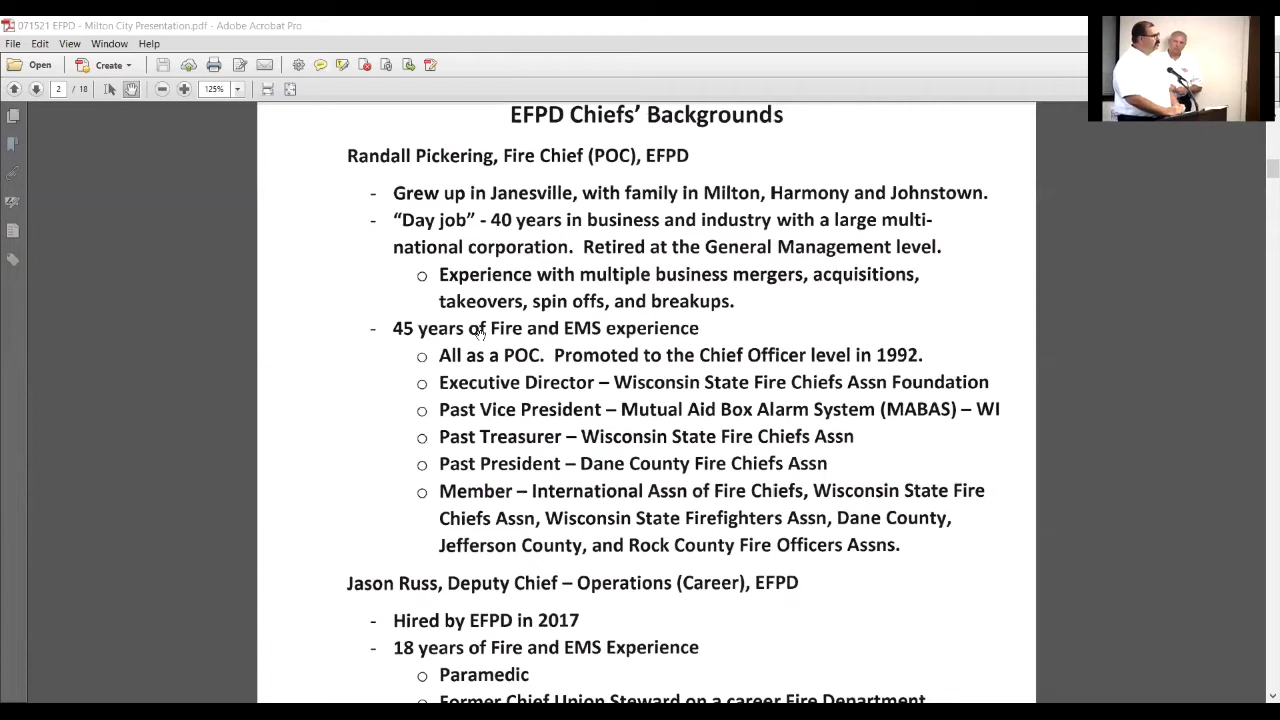 071521 EFPD - Milton City Presentation.pdf - Adobe Acrobat Pro
File Edit View Window Help
Open Create
2 / 18 125%
EFPD Chiefs' Backgrounds
Randall Pickering, Fire Chief (POC), EFPD
- Grew up in Janesville, with family in Milton, Harmony and Johnstown.
- “Day job” - 40 years in business and industry with a large multi-
national corporation. Retired at the General Management level.
o Experience with multiple business mergers, acquisitions,
takeovers, spin offs, and breakups.
- 45 years of Fire and EMS experience
o All as a POC. Promoted to the Chief Officer level in 1992.
o Executive Director – Wisconsin State Fire Chiefs Assn Foundation
o Past Vice President – Mutual Aid Box Alarm System (MABAS) – WI
o Past Treasurer – Wisconsin State Fire Chiefs Assn
o Past President – Dane County Fire Chiefs Assn
o Member – International Assn of Fire Chiefs, Wisconsin State Fire
Chiefs Assn, Wisconsin State Firefighters Assn, Dane County,
Jefferson County, and Rock County Fire Officers Assns.
Jason Russ, Deputy Chief – Operations (Career), EFPD
- Hired by EFPD in 2017
- 18 years of Fire and EMS Experience
o Paramedic
o Former Chief Union Steward on a career Fire Department